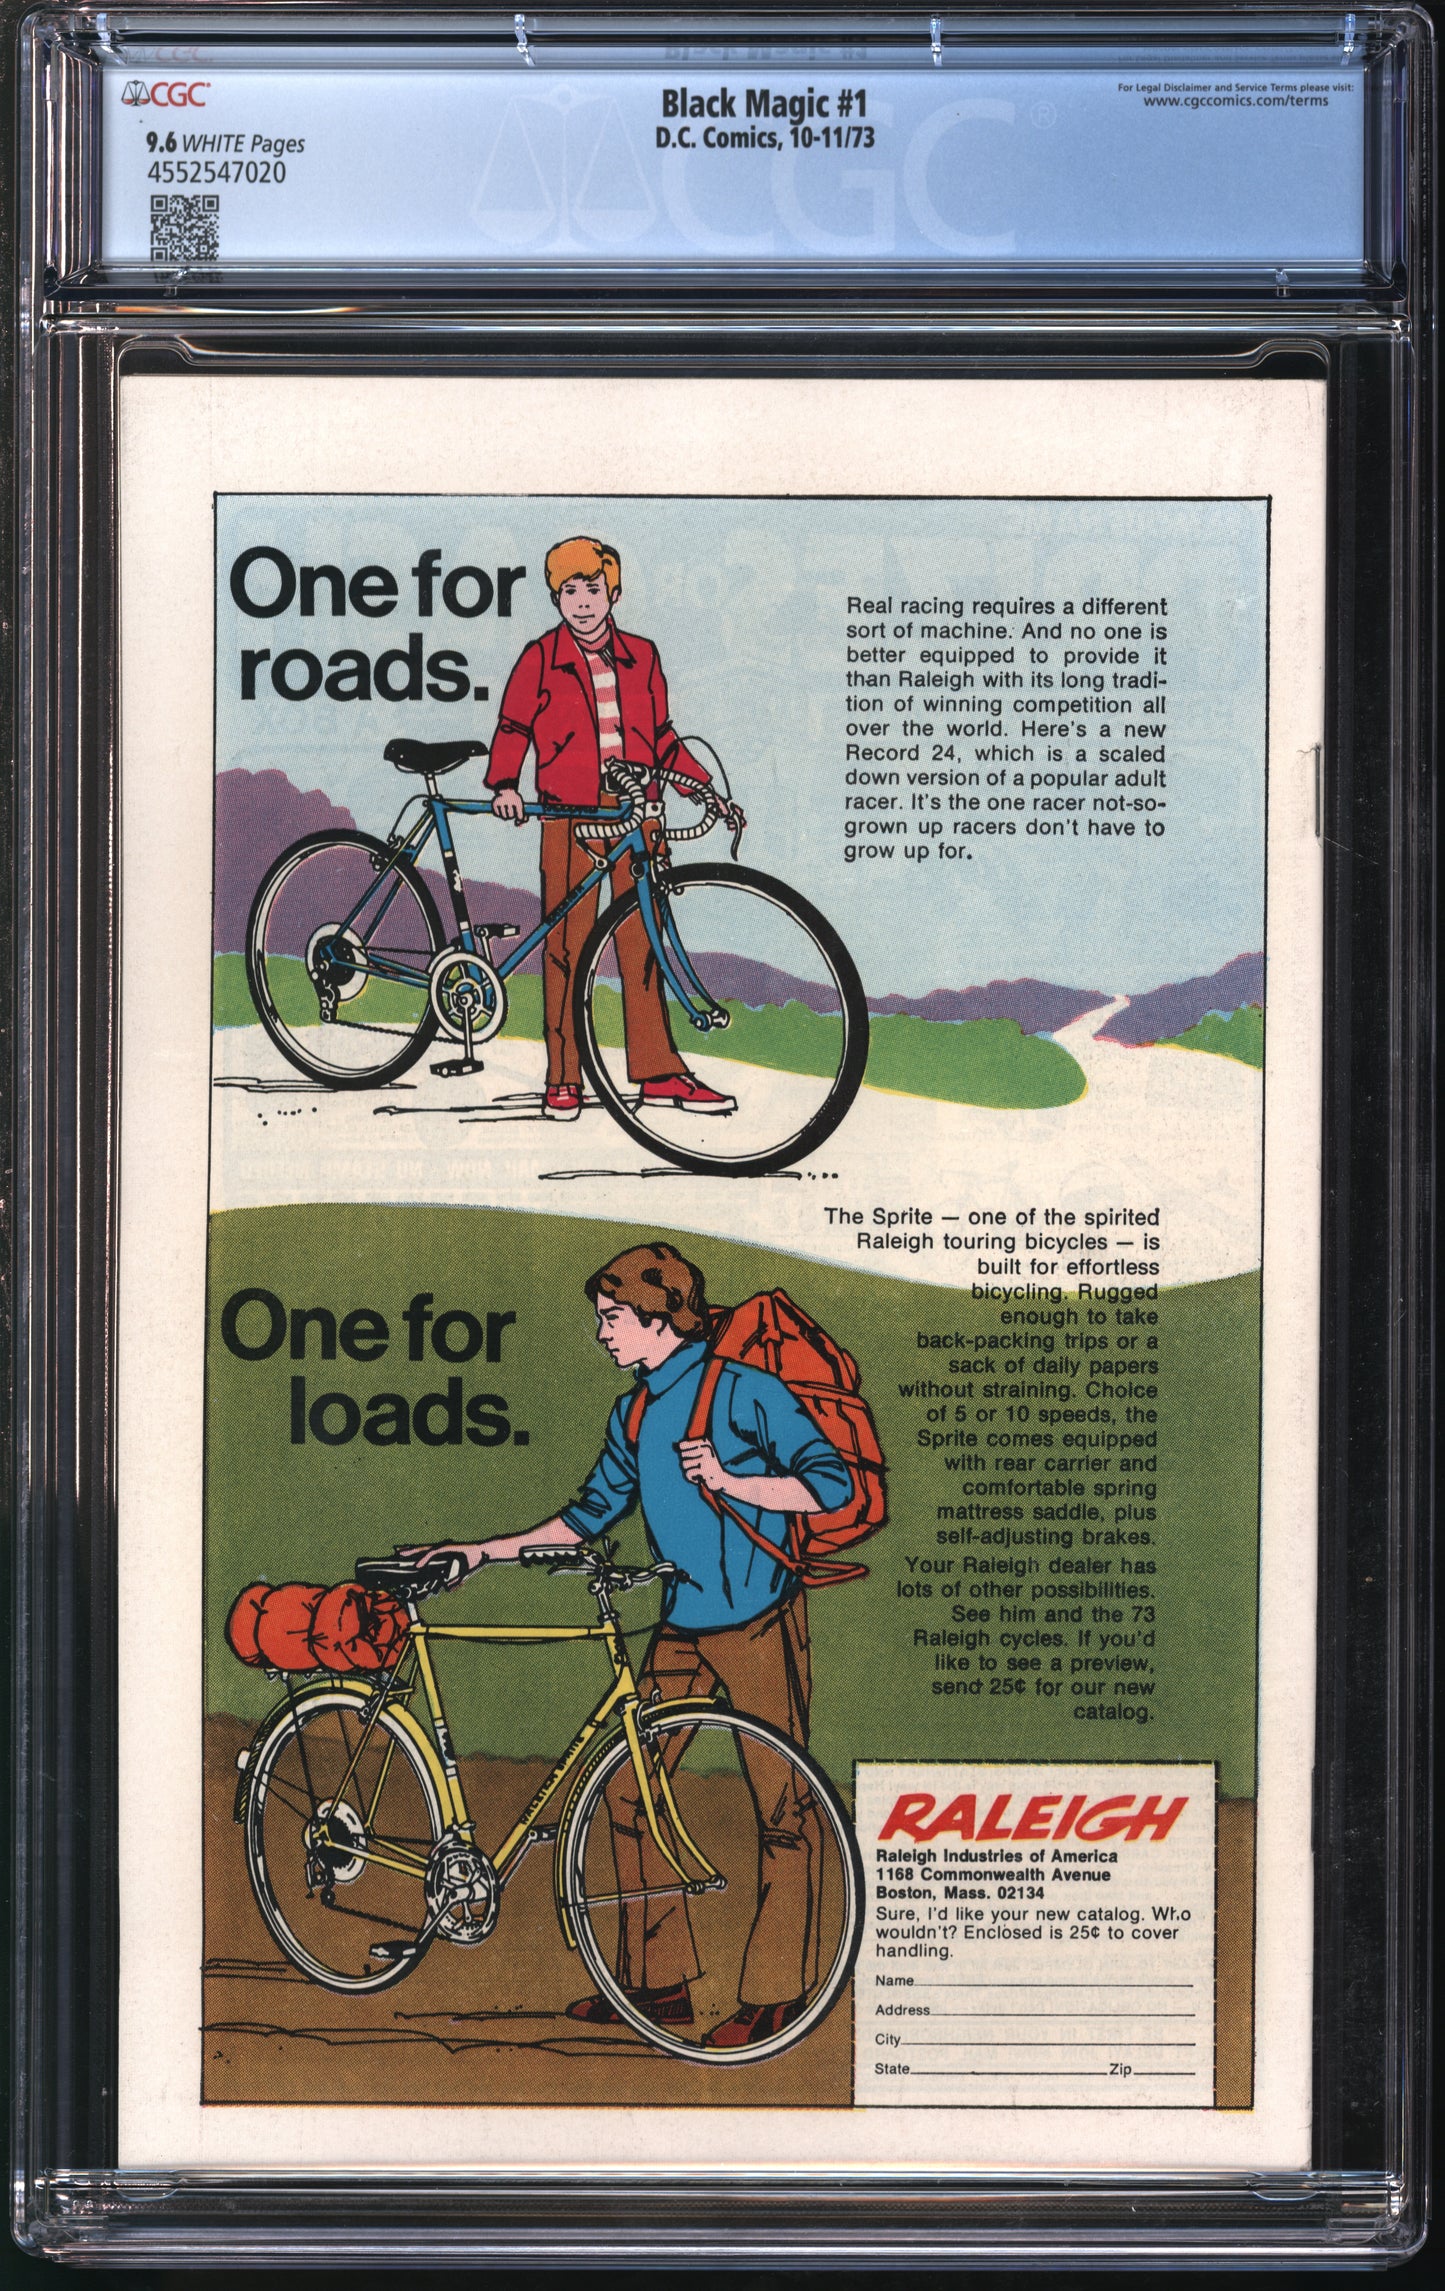 CGC
Black Magic #1
D.C. Comics, 10-11/73
For Legal Disclaimer and Service Terms please visit:
www.cgccomics.com/terms
9.6 WHITE Pages
4552547020
CGC
One for
roads.
Real racing requires a different
sort of machine. And no one is
better equipped to provide it
than Raleigh with its long tradi-
tion of winning competition all
over the world. Here's a new
Record 24, which is a scaled
down version of a popular adult
racer. It's the one racer not-so-
grown up racers don't have to
grow up for.
The Sprite — one of the spirited
Raleigh touring bicycles — is
built for effortless
bicycling. Rugged
enough to take
back-packing trips or a
sack of daily papers
without straining. Choice
of 5 or 10 speeds, the
Sprite comes equipped
with rear carrier and
comfortable spring
mattress saddle, plus
self-adjusting brakes.
Your Raleigh dealer has
lots of other possibilities.
See him and the 73
Raleigh cycles. If you'd
like to see a preview,
send 25¢ for our new
catalog.
One for
loads.
RALEIGH SPRITE
RALEIGH
Raleigh Industries of America
1168 Commonwealth Avenue
Boston, Mass. 02134
Sure, I'd like your new catalog. Who
wouldn't? Enclosed is 25¢ to cover
handling.
Name
Address
City
State Zip